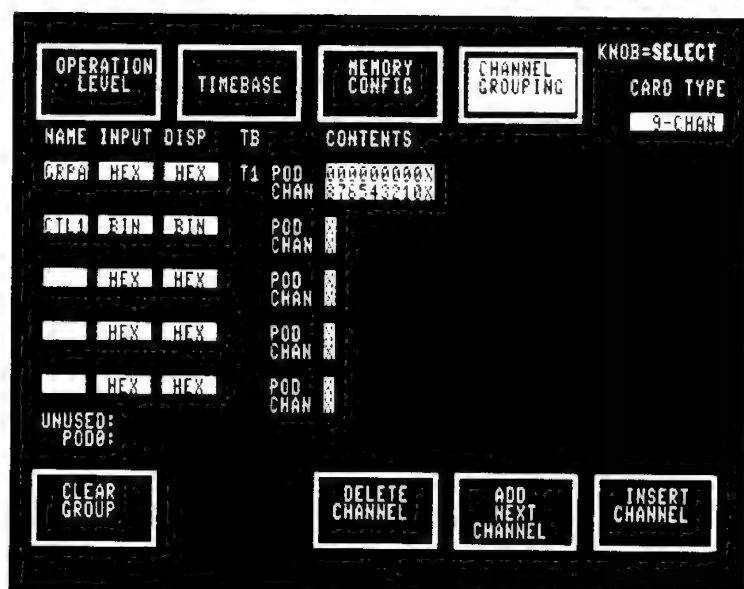 KNOB=SELECT
OPERATION LEVEL
TIMEBASE
MEMORY CONFIG
CHANNEL GROUPING
CARD TYPE
9-CHAN
NAME INPUT DISP TB CONTENTS
GRPA HEX HEX T1 POD 000000000X
CHAN 876543210X
CTL1 BIN BIN POD X
CHAN X
HEX HEX POD X
CHAN X
HEX HEX POD X
CHAN X
HEX HEX POD X
CHAN X
UNUSED:
POD0:
CLEAR GROUP
DELETE CHANNEL
ADD NEXT CHANNEL
INSERT CHANNEL